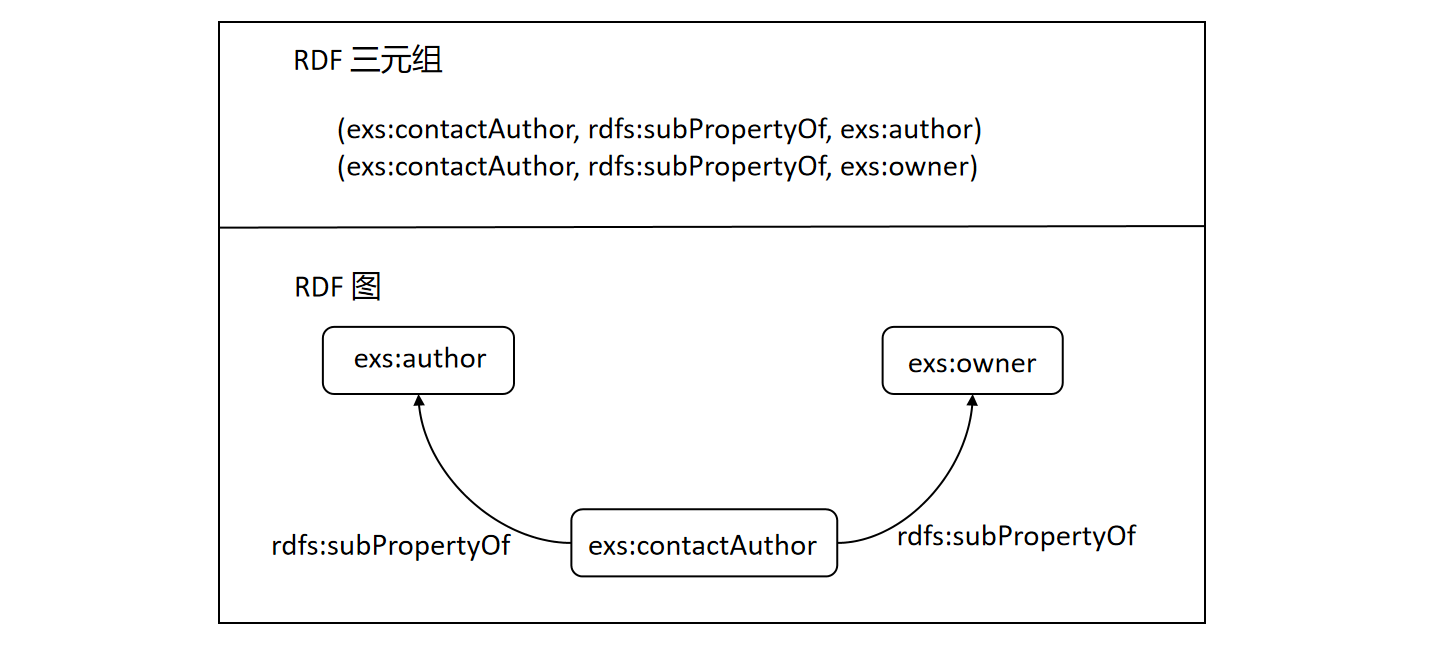 RDF 三元组
(exs:contactAuthor, rdfs:subPropertyOf, exs:author)
(exs:contactAuthor, rdfs:subPropertyOf, exs:owner)
RDF 图
exs:author
exs:owner
rdfs:subPropertyOf
exs:contactAuthor
rdfs:subPropertyOf